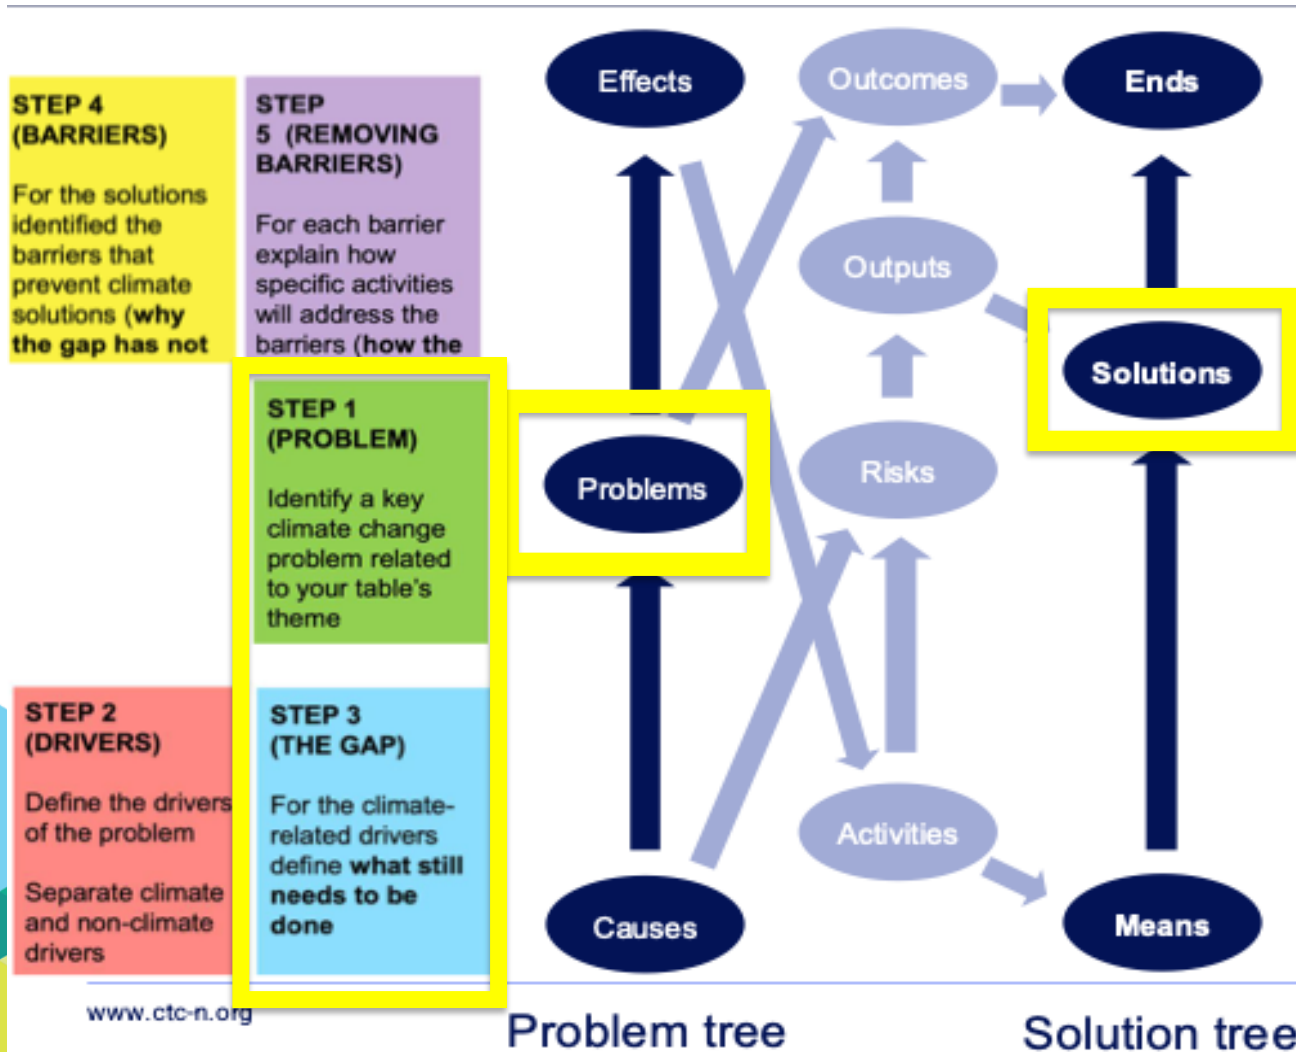 STEP 4
(BARRIERS)
For the solutions
identified the
barriers that
prevent climate
solutions (why
the gap has not
STEP
5 (REMOVING
BARRIERS)
For each barrier
explain how
specific activities
will address the
barriers (how the
STEP 1
(PROBLEM)
Identify a key
climate change
problem related
to your table's
theme
STEP 2
(DRIVERS)
Define the drivers
of the problem
Separate climate
and non-climate
drivers
STEP 3
(THE GAP)
For the climate-
related drivers
define what still
needs to be
done
Effects
Problems
Causes
Outcomes
Outputs
Risks
Activities
Ends
Solutions
Means
www.ctc-n.org
Problem tree
Solution tree